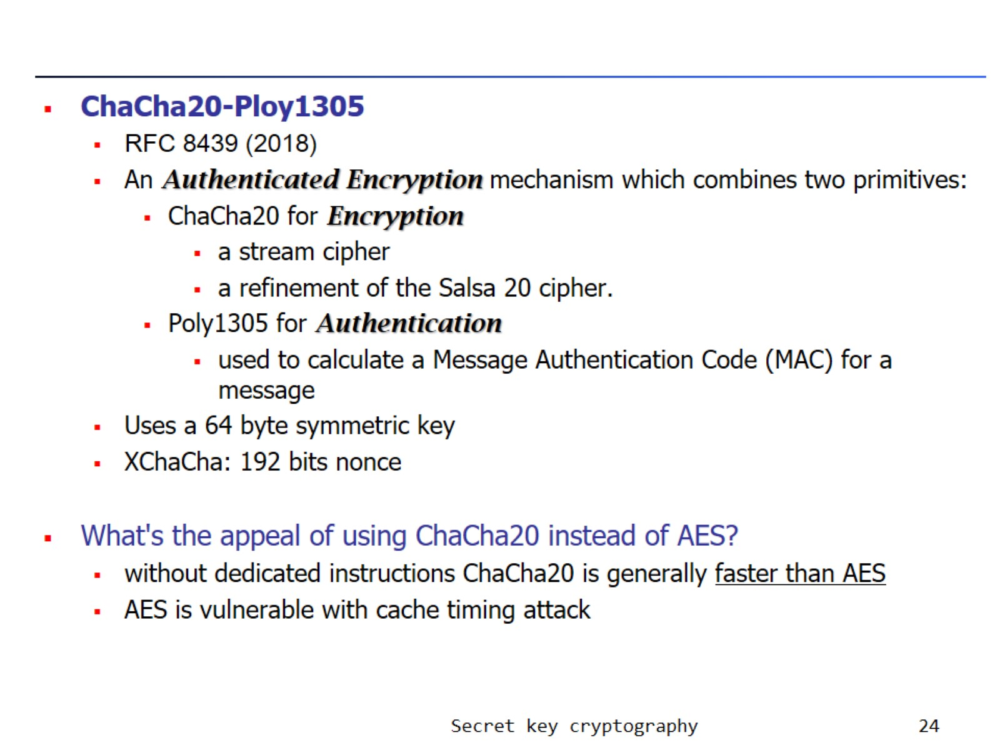 ChaCha20-Ploy1305
RFC 8439 (2018)
An Authenticated Encryption mechanism which combines two primitives:
ChaCha20 for Encryption
a stream cipher
a refinement of the Salsa 20 cipher.
Poly1305 for Authentication
used to calculate a Message Authentication Code (MAC) for a
message
Uses a 64 byte symmetric key
XChaCha: 192 bits nonce
What's the appeal of using ChaCha20 instead of AES?
without dedicated instructions ChaCha20 is generally faster than AES
AES is vulnerable with cache timing attack
Secret key cryptography 24